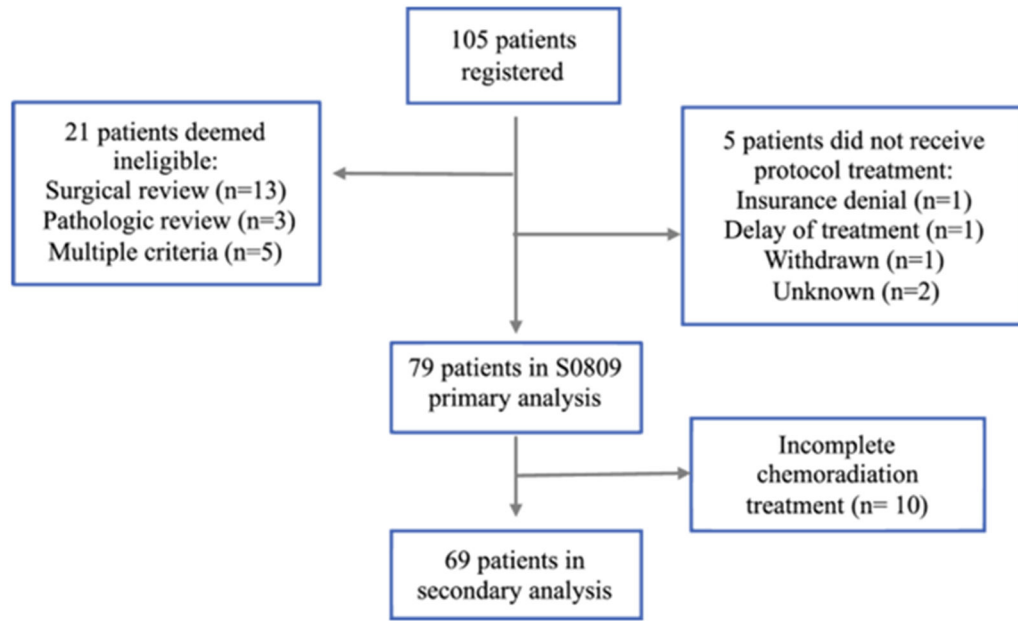 105 patients
registered
21 patients deemed
ineligible:
Surgical review (n=13)
Pathologic review (n=3)
Multiple criteria (n=5)
5 patients did not receive
protocol treatment:
Insurance denial (n=1)
Delay of treatment (n=1)
Withdrawn (n=1)
Unknown (n=2)
79 patients in S0809
primary analysis
Incomplete
chemoradiation
treatment (n= 10)
69 patients in
secondary analysis